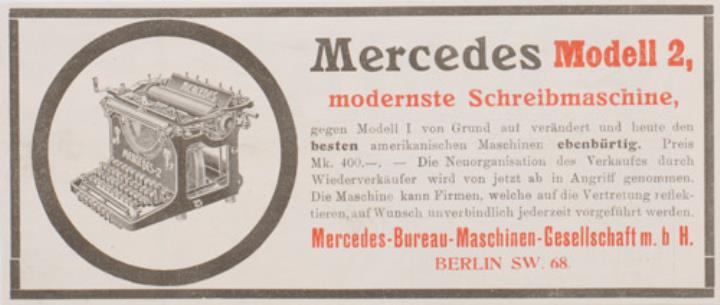 Mercedes Modell 2,
modernste Schreibmaschine,
gegen Modell I von Grund auf verändert und heute den
besten amerikanischen Maschinen ebenbürtig. Preis
Mk. 400.—. — Die Neuorganisation des Verkaufes durch
Wiederverkäufer wird von jetzt ab in Angriff genommen.
Die Maschine kann Firmen, welche auf die Vertretung reflek-
tieren, auf Wunsch unverbindlich jederzeit vorgeführt werden.
Mercedes-Bureau-Maschinen-Gesellschaft m. b H.
BERLIN SW. 68.